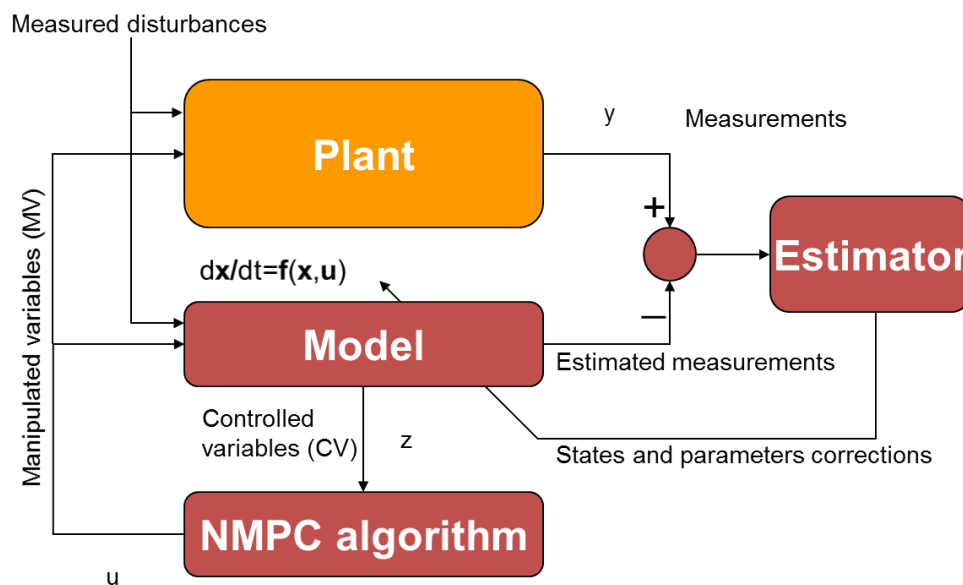 Measured disturbances
Plant
y
Measurements
+
Manipulated variables (MV)
dx/dt=f(x,u)
Estimator
Model
–
Estimated measurements
Controlled
variables (CV)
z
States and parameters corrections
NMPC algorithm
u